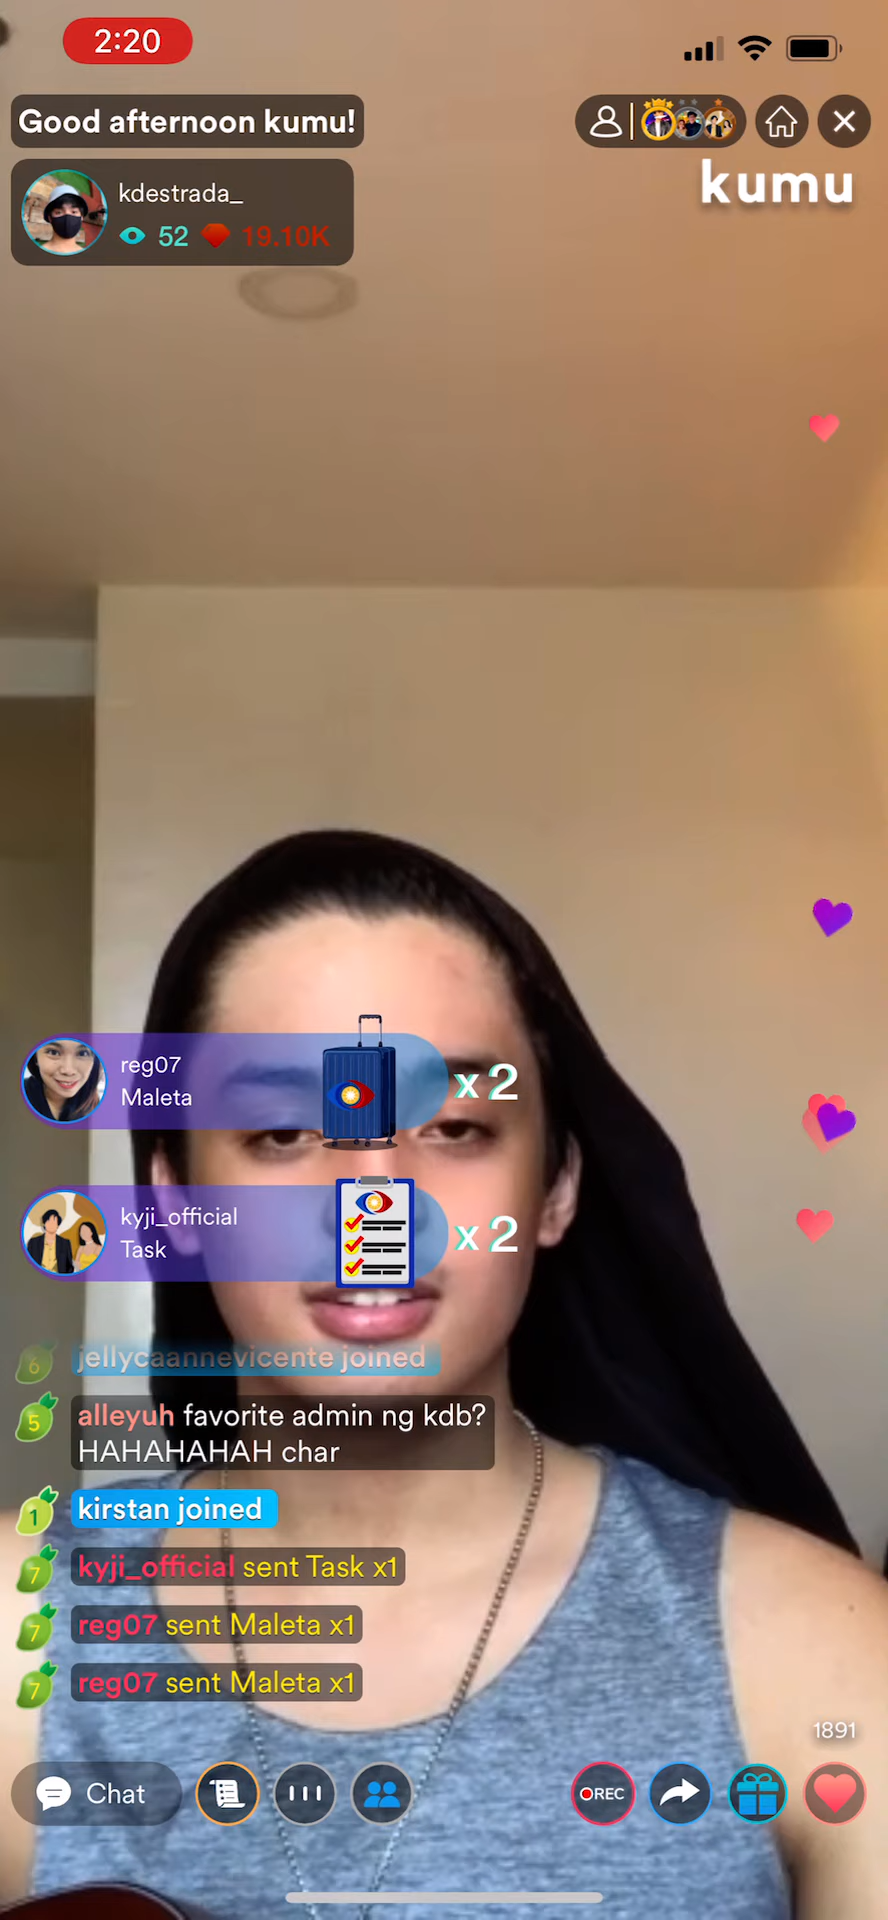 2:20
Good afternoon kumu!
kdestrada_
52 19.10K
kumu
reg07
Maleta
x2
kyji_official
Task
x2
6 jellycaannevicente joined
5 alleyuh favorite admin ng kdb?
HAHAHAHAH char
1 kirstan joined
7 kyji_official sent Task x1
7 reg07 sent Maleta x1
7 reg07 sent Maleta x1
1891
Chat
REC